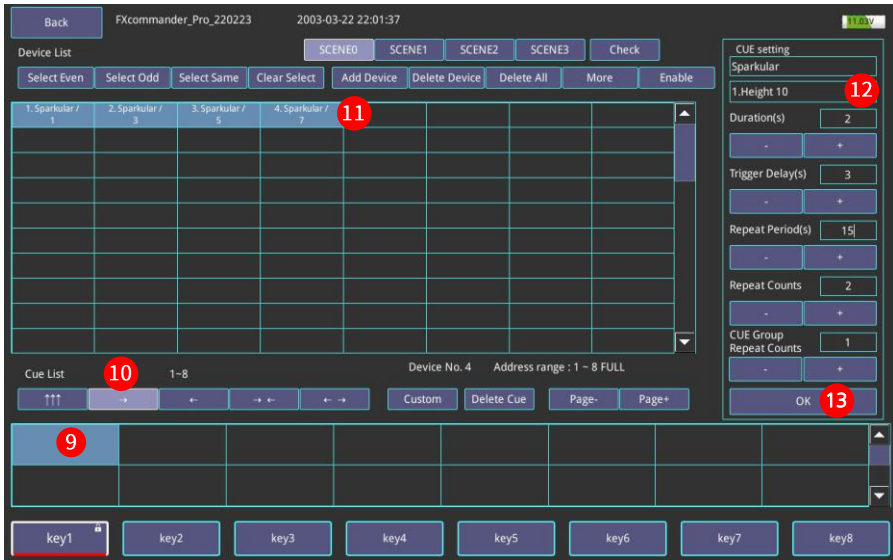 Back
FXcommander_Pro_220223
2003-03-22 22:01:37
11.03V
Device List
SCENE0
SCENE1
SCENE2
SCENE3
Check
Select Even
Select Odd
Select Same
Clear Select
Add Device
Delete Device
Delete All
More
Enable
1. Sparkular /
1
2. Sparkular /
3
3. Sparkular /
5
4. Sparkular /
7
11
CUE setting
Sparkular
1.Height 10
12
Duration(s)
2
-
+
Trigger Delay(s)
3
-
+
Repeat Period(s)
15
-
+
Repeat Counts
2
-
+
CUE Group
Repeat Counts
1
-
+
OK
13
Cue List
10
1~8
Device No. 4
Address range : 1 ~ 8 FULL
↑↑↑
→
←
→ ←
← →
Custom
Delete Cue
Page-
Page+
9
key1
key2
key3
key4
key5
key6
key7
key8